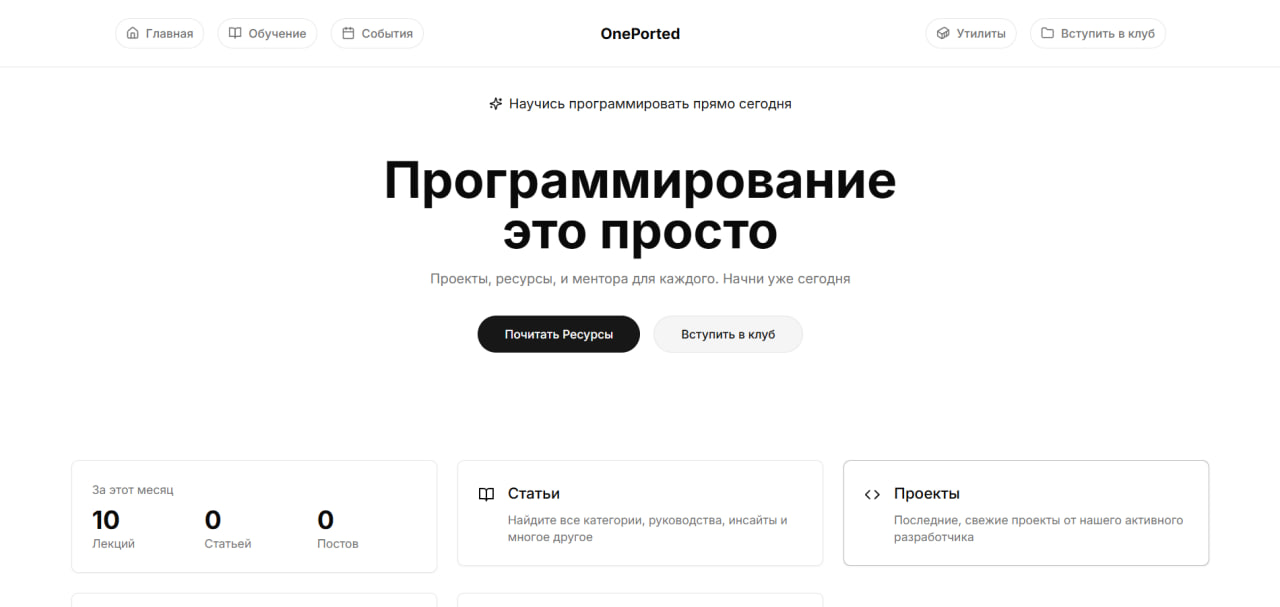 Главная
Обучение
События
OnePorted
Утилиты
Вступить в клуб
Научись программировать прямо сегодня
Программирование
это просто
Проекты, ресурсы, и ментора для каждого. Начни уже сегодня
Почитать Ресурсы
Вступить в клуб
За этот месяц
10
Лекций
0
Статьей
0
Постов
Статьи
Найдите все категории, руководства, инсайты и
многое другое
Проекты
Последние, свежие проекты от нашего активного
разработчика